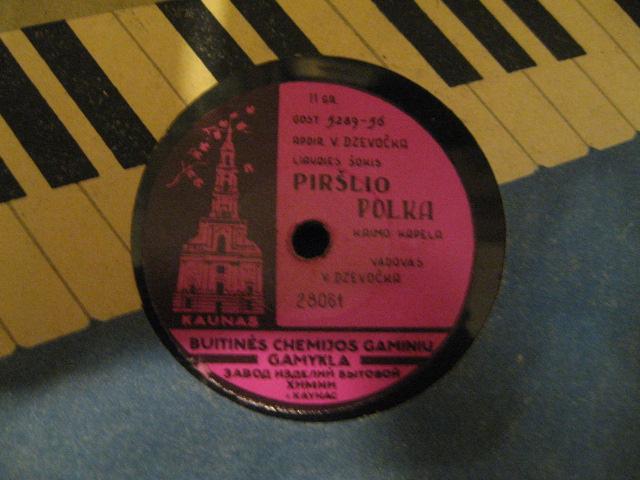 II GR.
GOST 5289-56
APDIR. V. DZEVOČKA
LIAUDIES ŠOKIS
PIRŠLIO
POLKA
KAIMO KAPELA
VADOVAS
V. DZEVOČKA
28061
KAUNAS
BUITINĖS CHEMIJOS GAMINIŲ
GAMYKLA
ЗАВОД ИЗДЕЛИЙ БЫТОВОЙ
ХИМИИ
г. КАУНАС